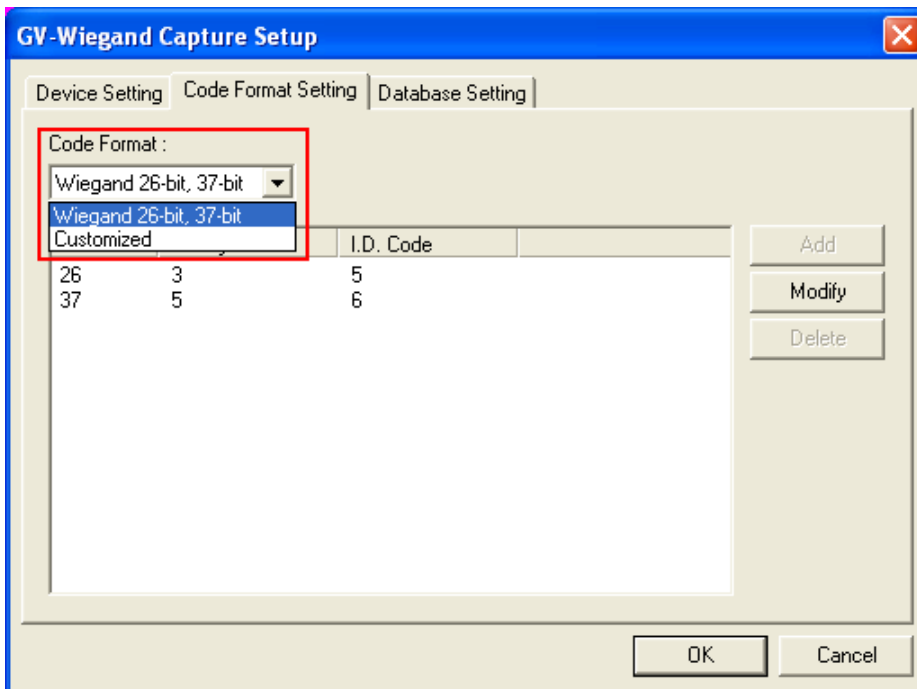 GV-Wiegand Capture Setup
Device Setting Code Format Setting Database Setting
Code Format :
Wiegand 26-bit, 37-bit
Wiegand 26-bit, 37-bit
Customized
I.D. Code
Add
26 3 5
37 5 6
Modify
Delete
OK Cancel